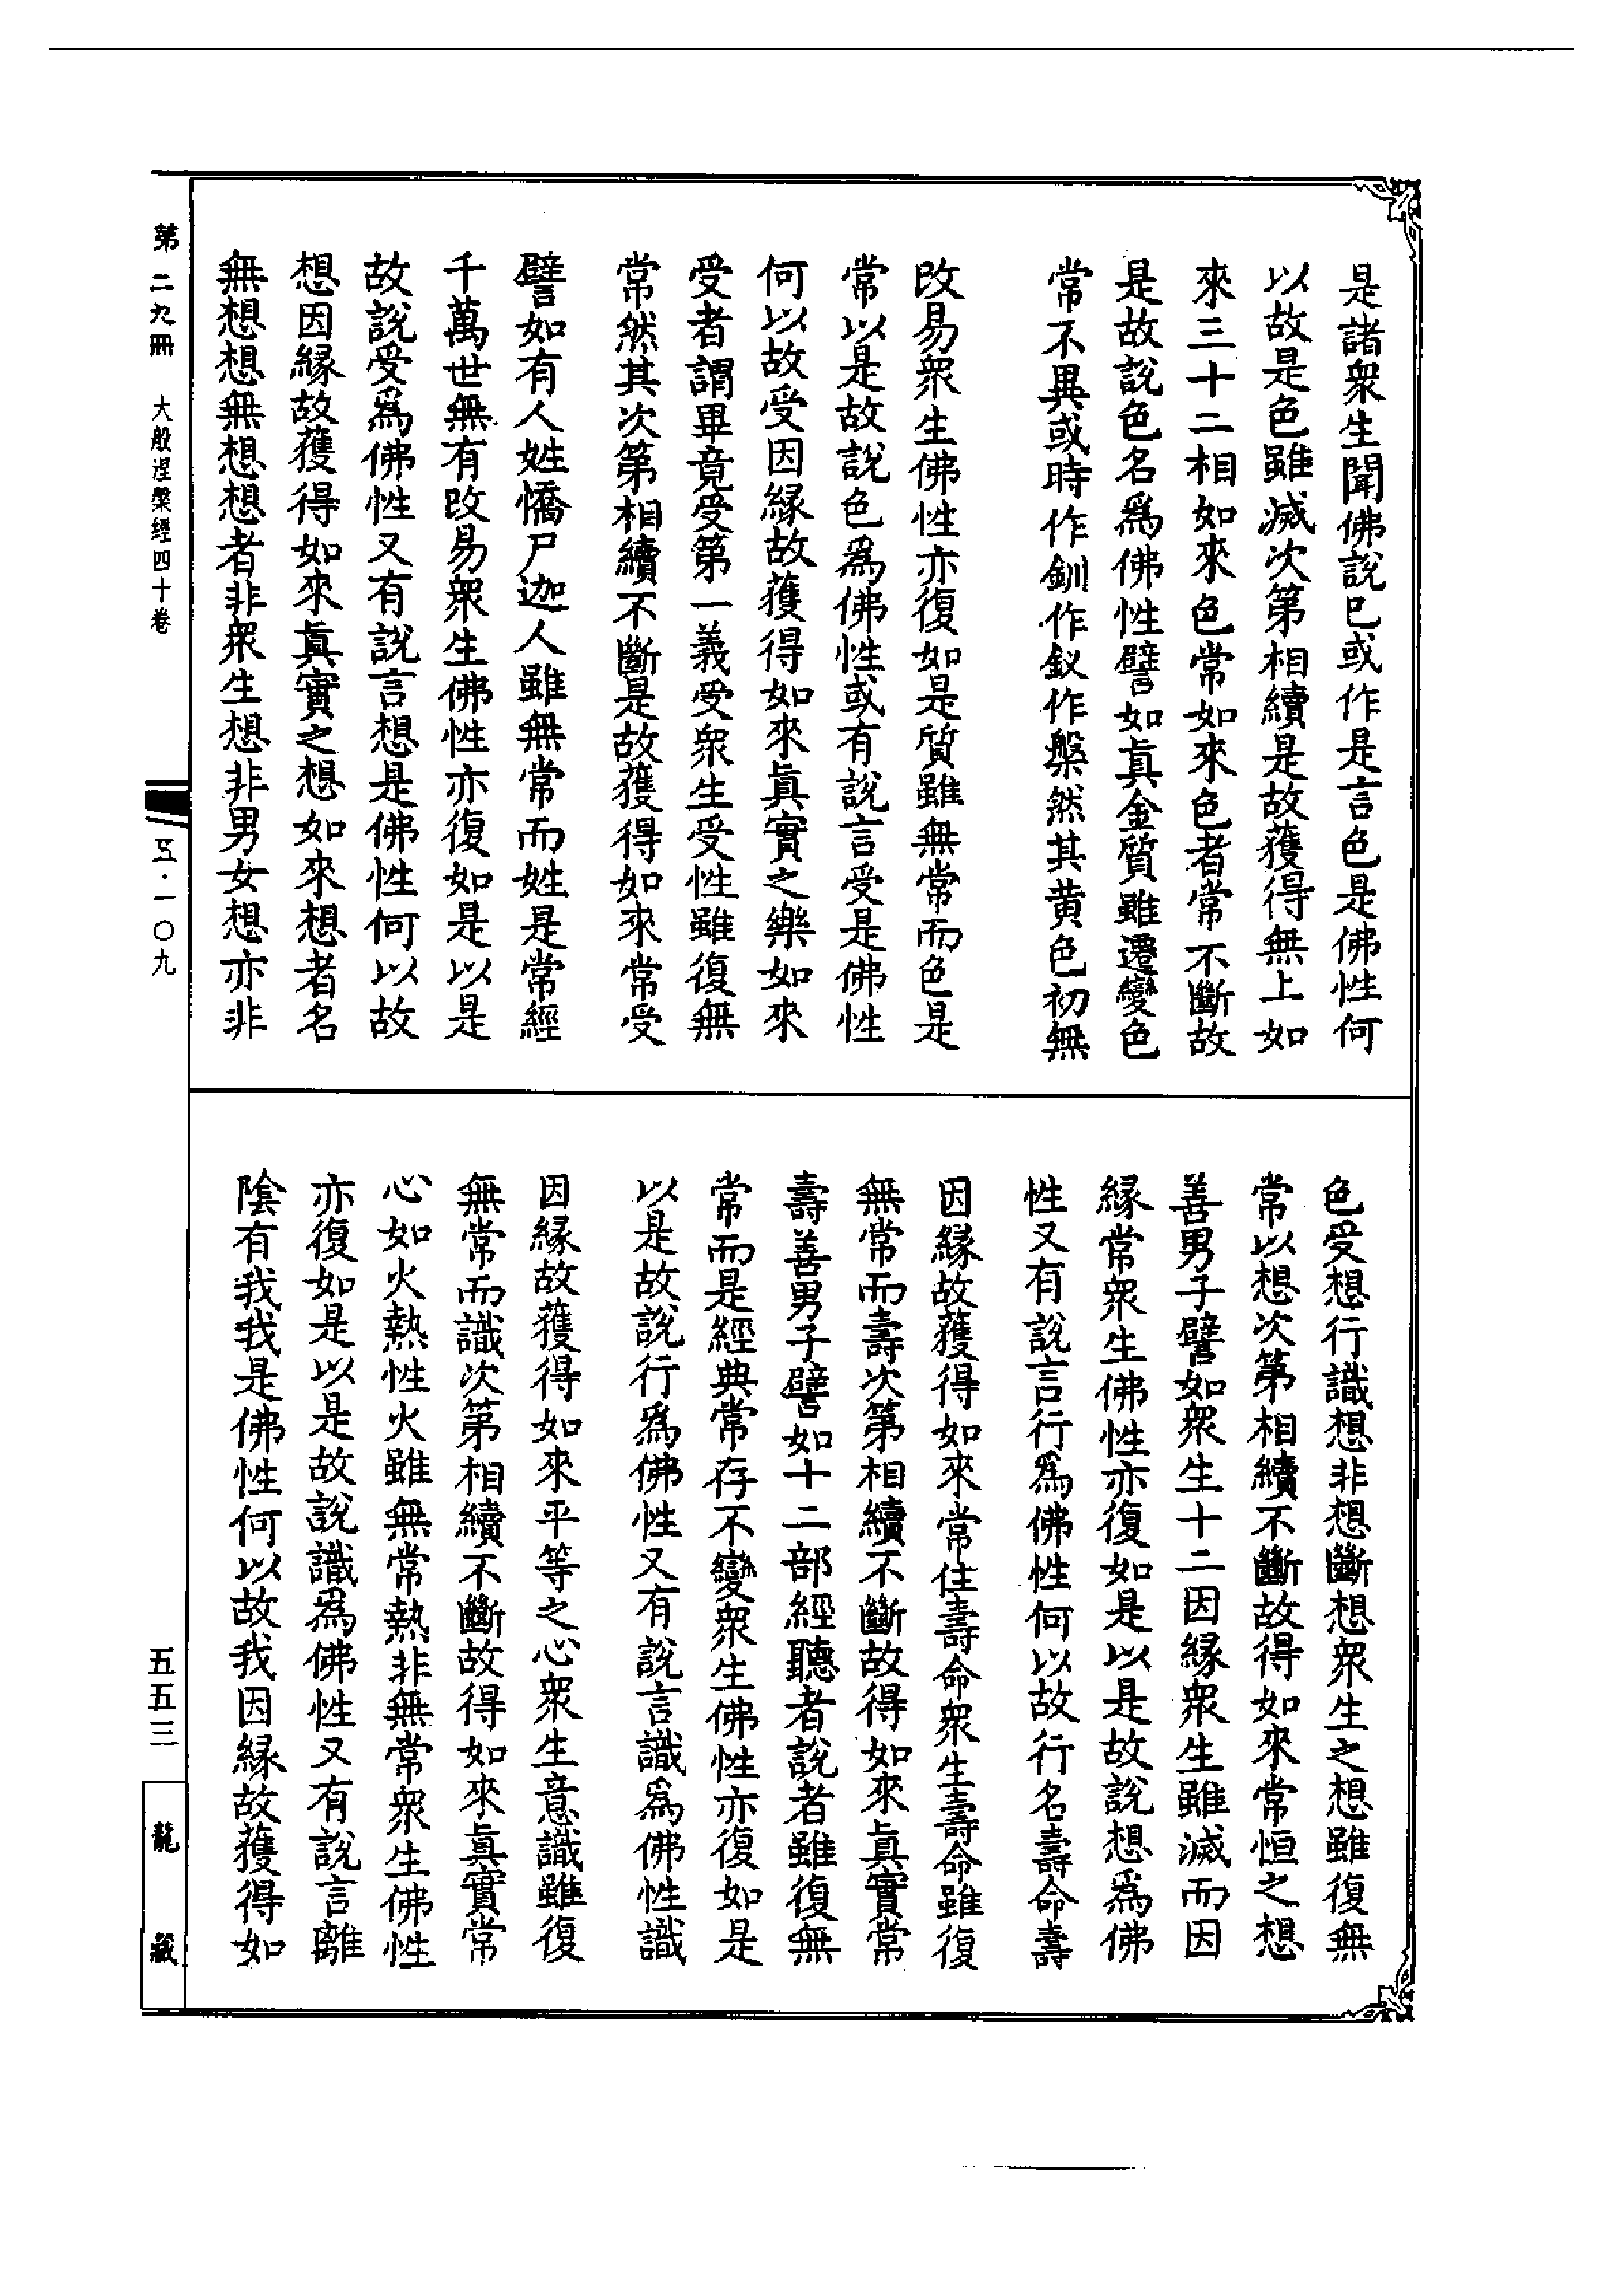 是諸衆生聞佛說已或作是言色是佛性何
以故是色雖滅次第相續是故獲得無上如
來三十二相如來色常如來色者常不斷故
是故說色名爲佛性譬如真金質雖遷變色
常不異或時作釧作釵作槃然其黄色初無
改易衆生佛性亦復如是質雖無常而色是
常以是故說色爲佛性或有說言受是佛性
何以故受因緣故獲得如來真實之樂如來
受者謂畢竟受第一義受衆生受性雖復無
常然其次第相續不斷是故獲得如來常受
譬如有人姓憍尸迦人雖無常而姓是常經
千萬世無有改易衆生佛性亦復如是以是
故說受爲佛性又有說言想是佛性何以故
想因緣故獲得如來真實之想如來想者名
無想想無想想者非衆生想非男女想亦非
色受想行識想非想斷想衆生之想雖復無
常以想次第相續不斷故得如來常恒之想
善男子譬如衆生十二因緣衆生雖滅而因
緣常衆生佛性亦復如是以是故說想爲佛
性又有說言行爲佛性何以故行名壽命壽
因緣故獲得如來常住壽命衆生壽命雖復
無常而壽次第相續不斷故得如來真實常
壽善男子譬如十二部經聽者說者雖復無
常而是經典常存不變衆生佛性亦復如是
以是故說行爲佛性又有說言識爲佛性識
因緣故獲得如來平等之心衆生意識雖復
無常而識次第相續不斷故得如來真實常
心如火熱性火雖無常熱非無常衆生佛性
亦復如是以是故說識爲佛性又有說言離
陰有我我是佛性何以故我因緣故獲得如
第二九冊 大般涅槃經四十卷
五·一〇九
五五三
龍藏